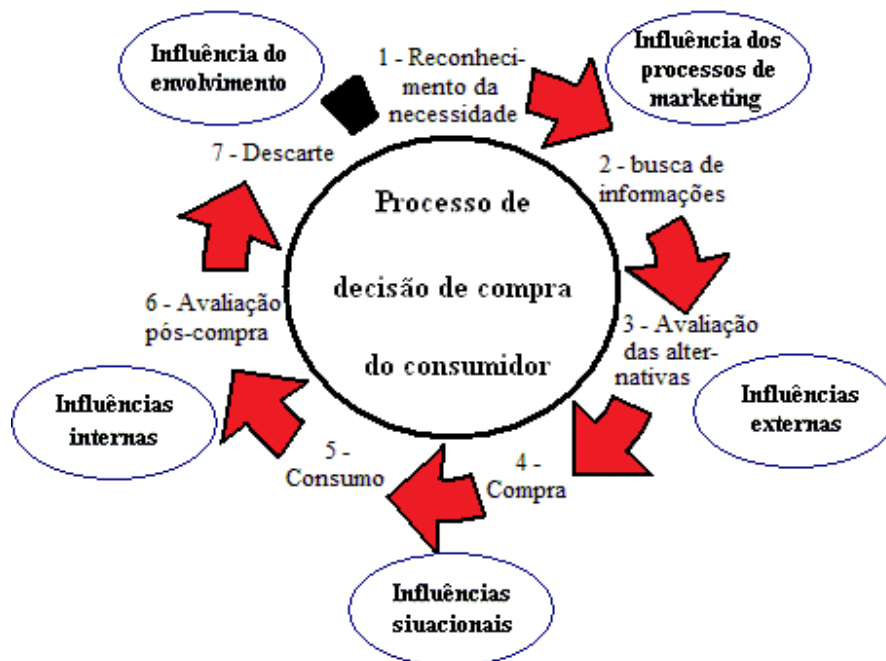 Influência do
envolvimento
1 - Reconheci-
mento da
necessidade
Influência dos
processos de
marketing
2 - busca de
informações
3 - Avaliação
das alter-
nativas
Influências
externas
4 -
Compra
Influências
siuacionais
5 -
Consumo
Influências
internas
6 - Avaliação
pós-compra
7 - Descarte
Processo de
decisão de compra
do consumidor